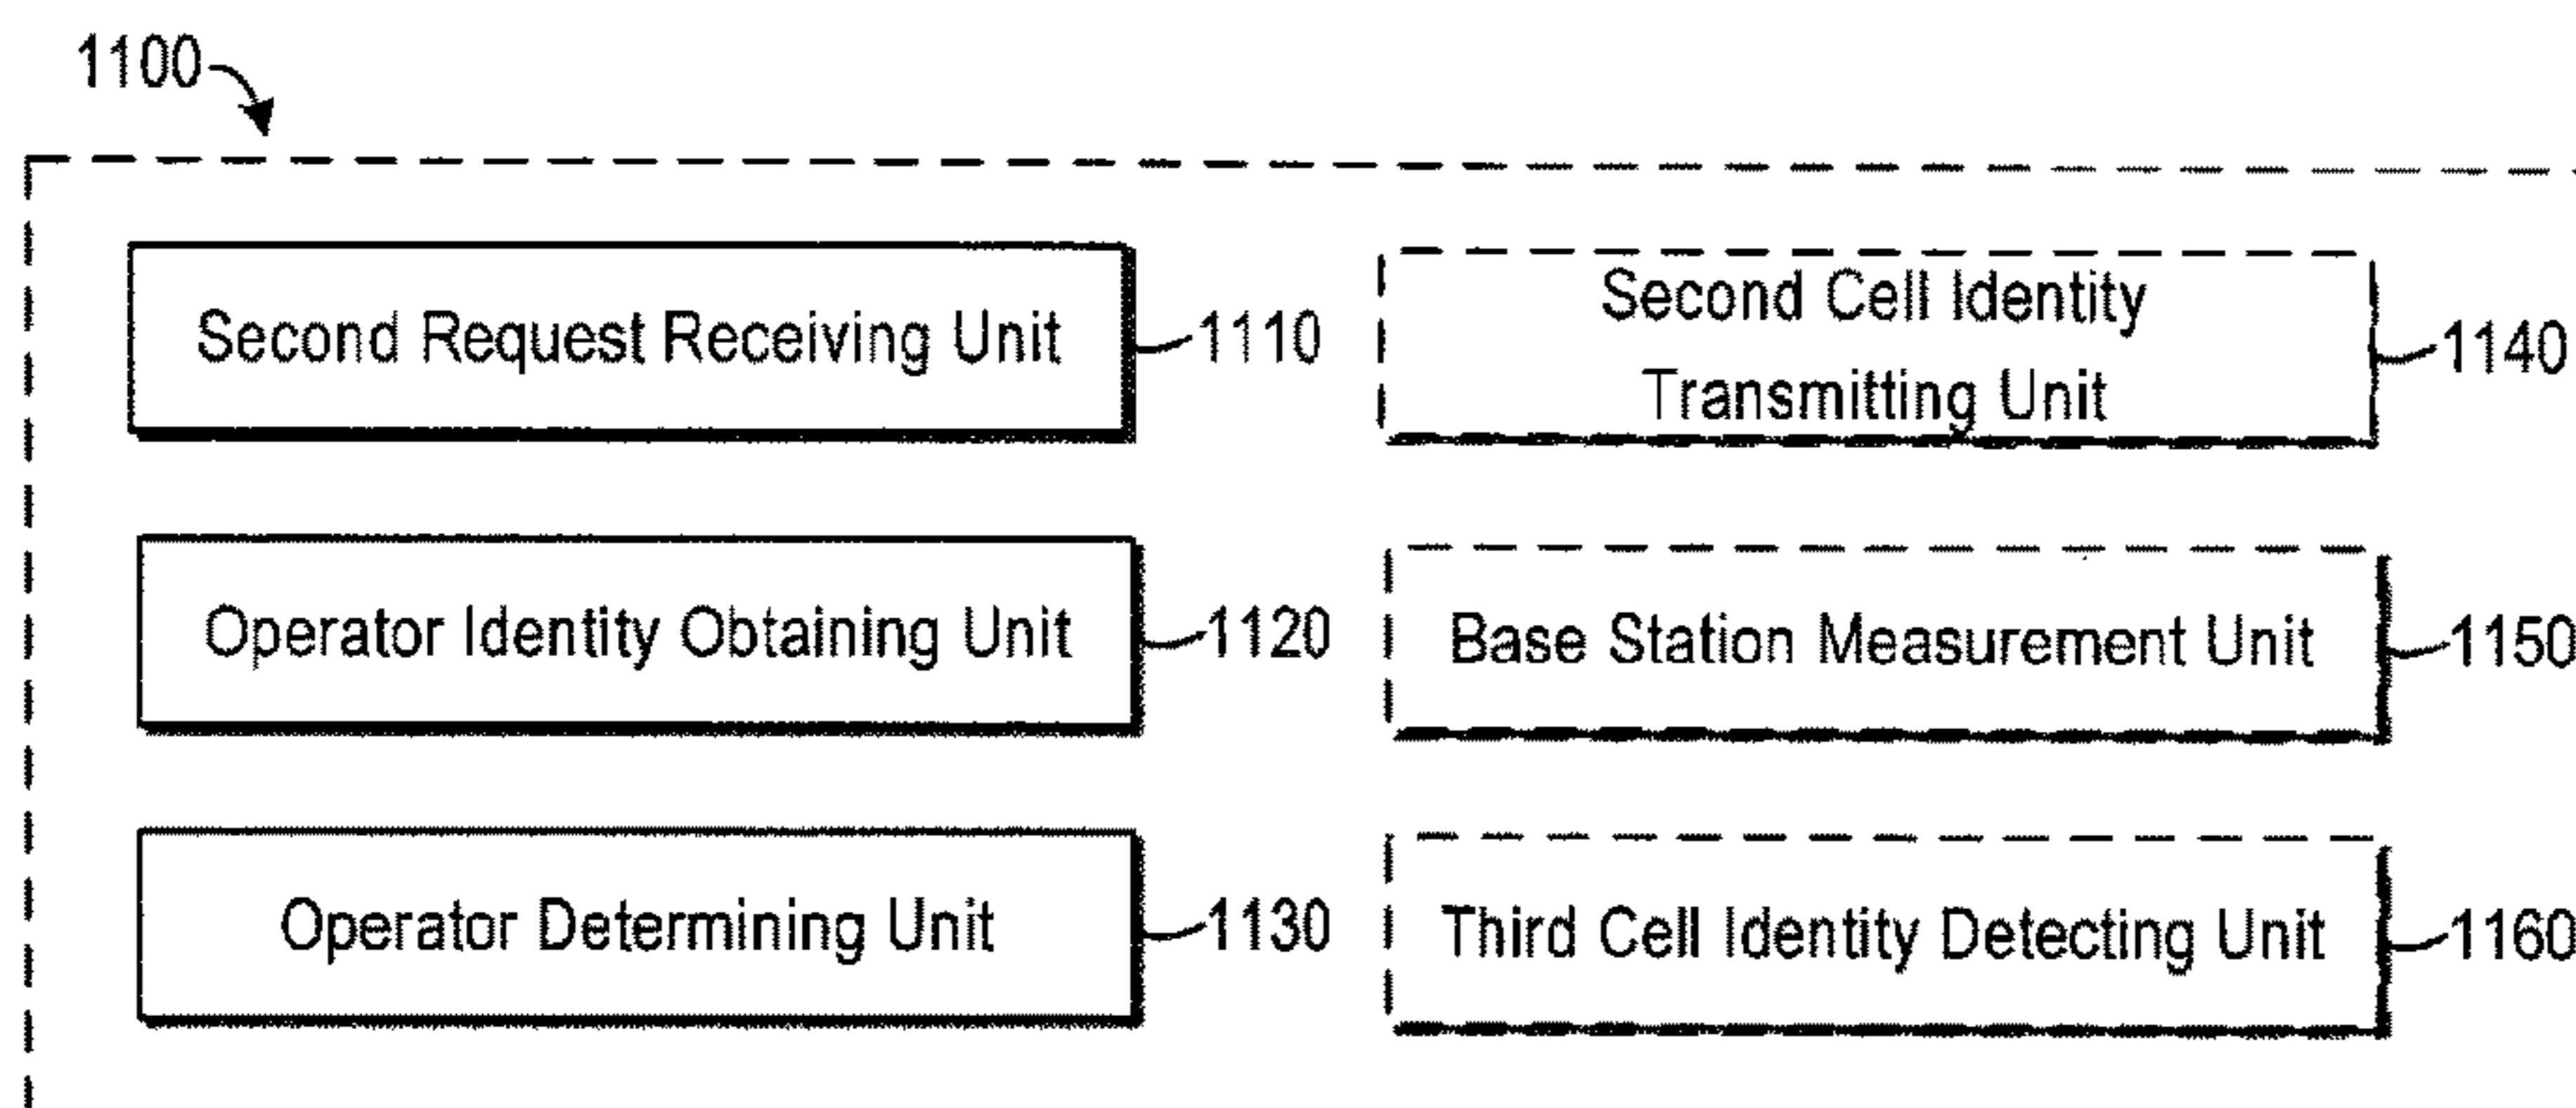 1100
Second Request Receiving Unit
1110
Second Cell Identity
Transmitting Unit
1140
Operator Identity Obtaining Unit
1120
Base Station Measurement Unit
1150
Operator Determining Unit
1130
Third Cell Identity Detecting Unit
1160